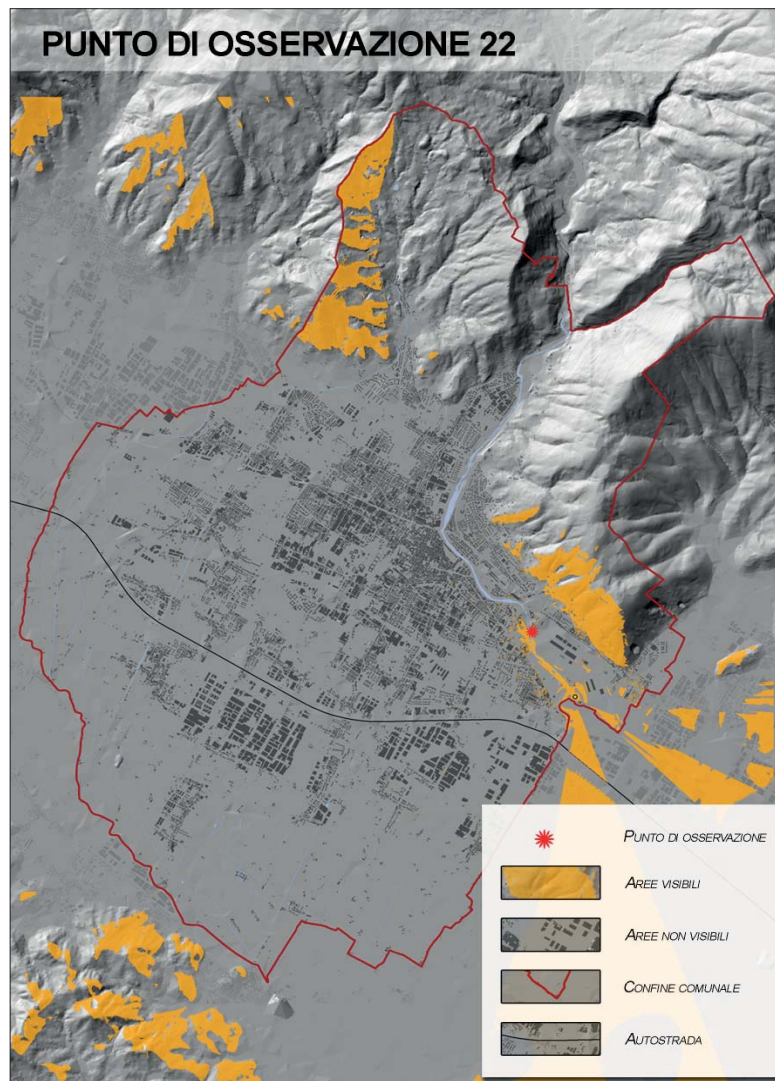 PUNTO DI OSSERVAZIONE 22
PUNTO DI OSSERVAZIONE
AREE VISIBILI
AREE NON VISIBILI
CONFINE COMUNALE
AUTOSTRADA